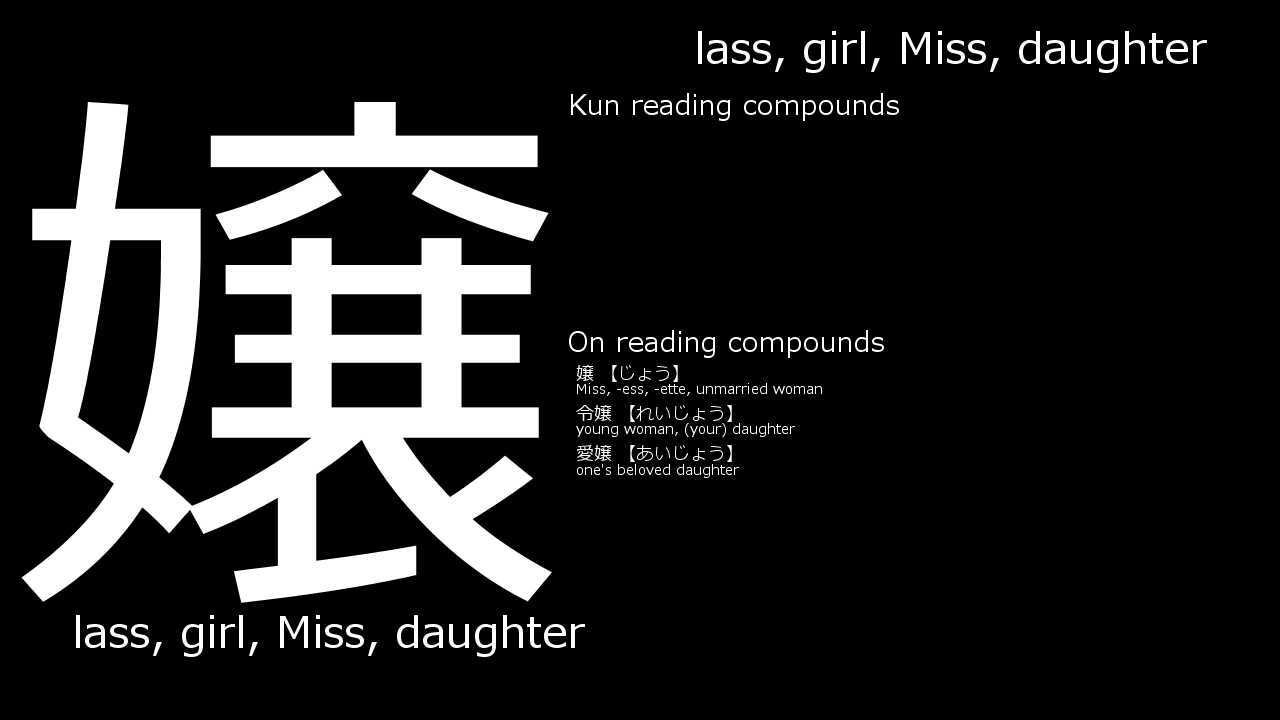 lass, girl, Miss, daughter
嬢
Kun reading compounds
On reading compounds
嬢 【じょう】
Miss, -ess, -ette, unmarried woman
令嬢 【れいじょう】
young woman, (your) daughter
愛嬢 【あいじょう】
one's beloved daughter
lass, girl, Miss, daughter